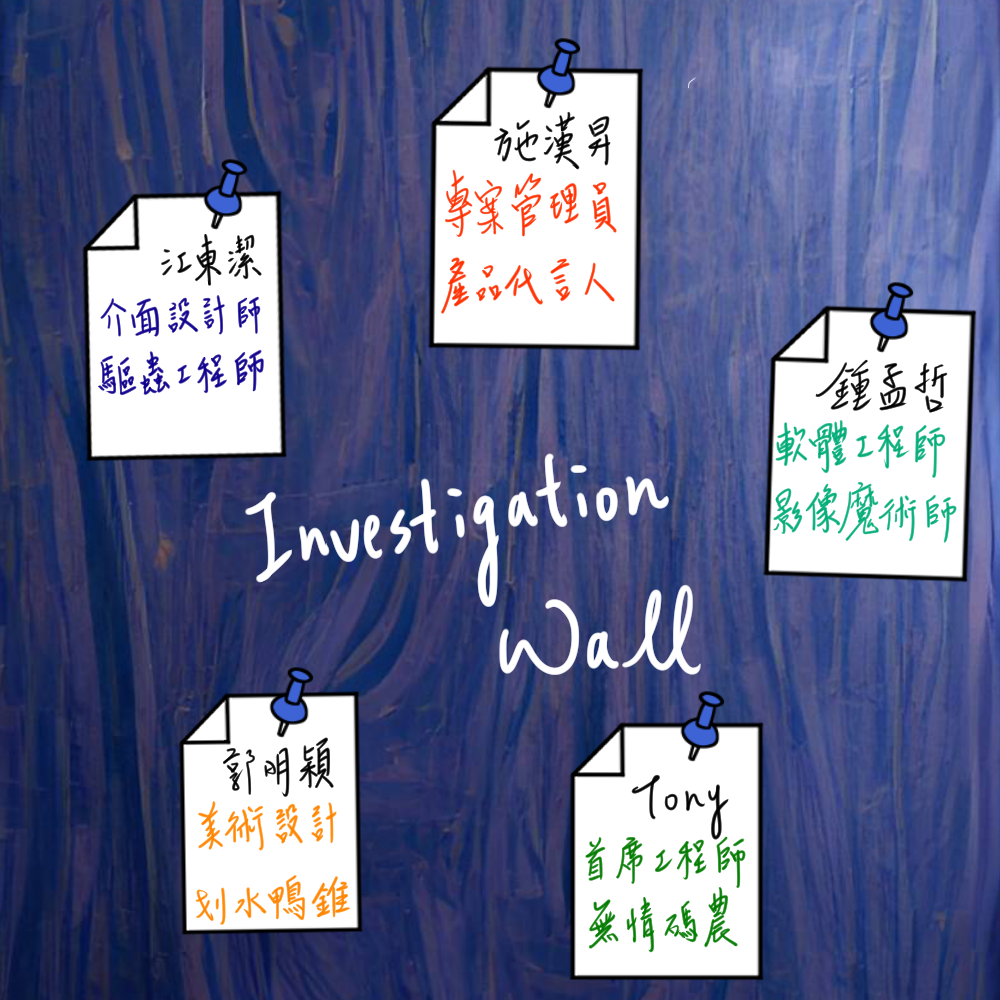 施漢昇
專案管理員
產品代言人
江東潔
介面設計師
驅蟲工程師
鍾孟哲
軟體工程師
影像魔術師
Investigation
Wall
郭明穎
美術設計
划水鴨錐
Tony
首席工程師
無情碼農